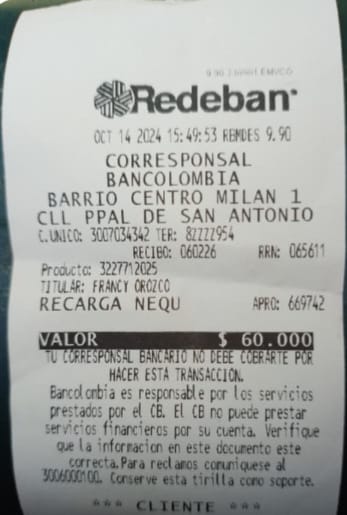 Redeban
OCT 14 2024 15:49:53 RBMDES 9.90
CORRESPONSAL
BANCOLOMBIA
BARRIO CENTRO MILAN 1
CLL PPAL DE SAN ANTONIO
C.UNICO: 3007034342 TER: 8ZZZZ954
RECIBO: 060226 RRN: 065611
Producto: 3227712025
TITULAR: FRANCY OROZCO
RECARGA NEQU APRO: 669742
VALOR $ 60.000
TU CORRESPONSAL BANCARIO NO DEBE COBRARTE POR
HACER ESTA TRANSACCION.
Bancolombia es responsable por los servicios
prestados por el CB. El CB no puede prestar
servicios financieros por su cuenta. Verifique
que la informacion en este documento este
correcta.Para reclamos comuniquese al
3006000100. Conserve esta tirilla como soporte.
*** CLIENTE ***